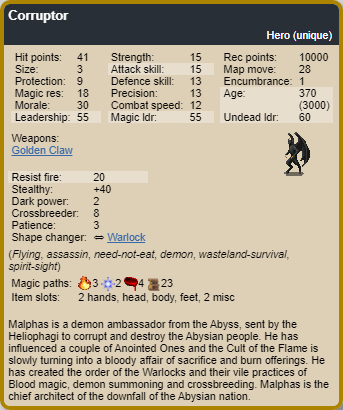 Corruptor
Hero (unique)
Hit points: 41 Strength: 15 Rec points: 10000
Size: 3 Attack skill: 15 Map move: 28
Protection: 9 Defence skill: 13 Encumbrance: 1
Magic res: 18 Precision: 13 Age: 370
Morale: 30 Combat speed: 12 (3000)
Leadership: 55 Magic ldr: 55 Undead ldr: 60
Weapons:
Golden Claw
Resist fire: 20
Stealthy: +40
Dark power: 2
Crossbreeder: 8
Patience: 3
Shape changer: ⇔ Warlock
(Flying, assassin, need-not-eat, demon, wasteland-survival,
spirit-sight)
Magic paths: 3 2 4 23
Item slots: 2 hands, head, body, feet, 2 misc
Malphas is a demon ambassador from the Abyss, sent by the
Heliophagi to corrupt and destroy the Abysian people. He has
influenced a couple of Anointed Ones and the Cult of the Flame is
slowly turning into a bloody affair of sacrifice and burn offerings. He
has created the order of the Warlocks and their vile practices of
Blood magic, demon summoning and crossbreeding. Malphas is the
chief architect of the downfall of the Abysian nation.